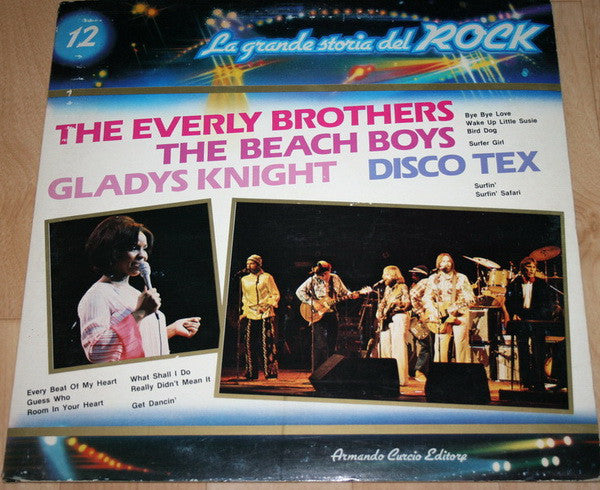 12
La grande storia del ROCK
THE EVERLY BROTHERS
Bye Bye Love
Wake Up Little Susie
Bird Dog
THE BEACH BOYS
Surfer Girl
GLADYS KNIGHT
DISCO TEX
Surfin'
Surfin' Safari
Every Beat Of My Heart
Guess Who
Room In Your Heart
What Shall I Do
Really Didn't Mean It
Get Dancin'
Armando Curcio Editore